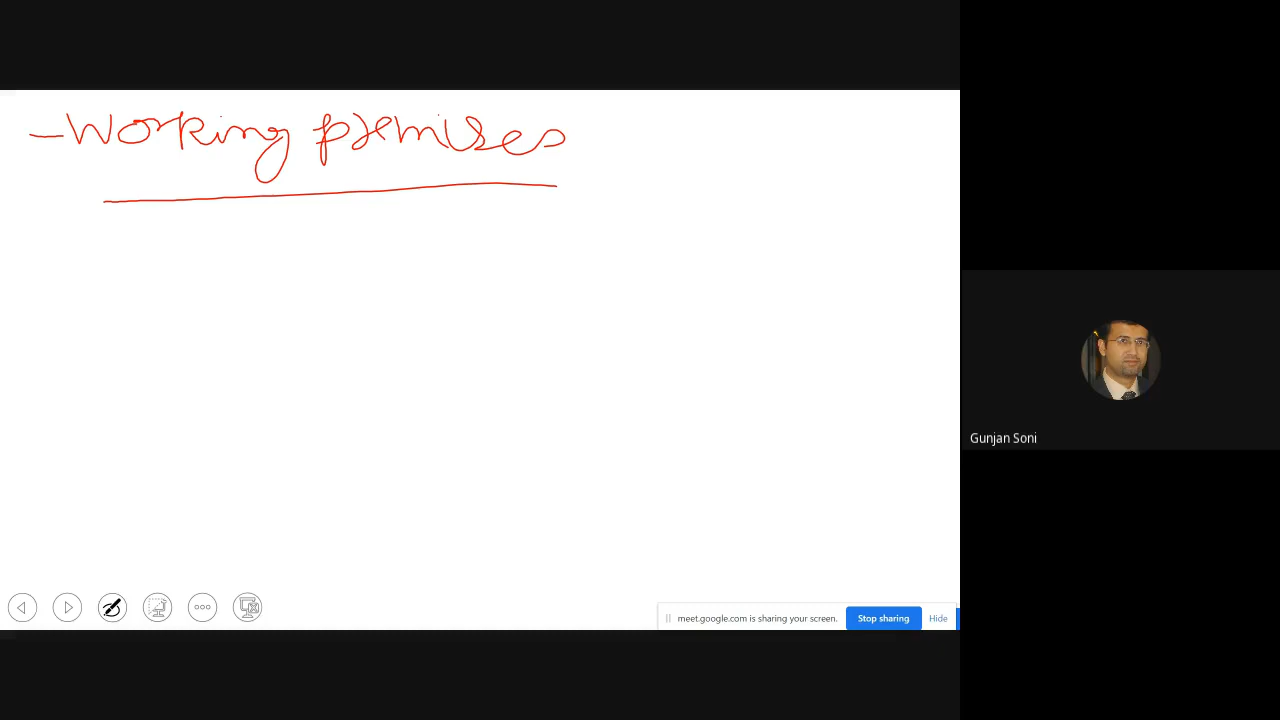 - Working premises
Gunjan Soni
meet.google.com is sharing your screen. Stop sharing Hide